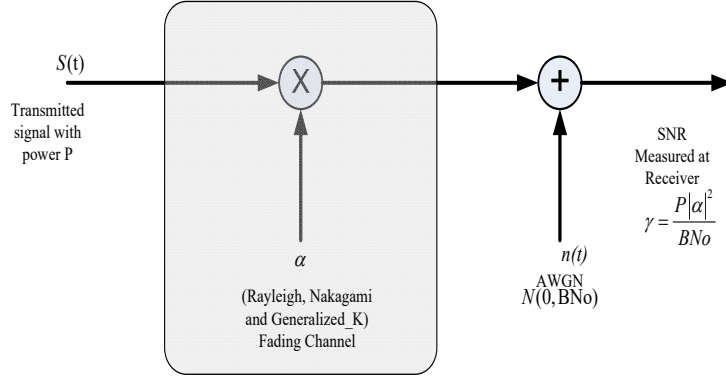 S(t)
Transmitted
signal with
power P
X
α
(Rayleigh, Nakagami
and Generalized_K)
Fading Channel
+
n(t)
AWGN
N(0,BNo)
SNR
Measured at
Receiver
γ = P|α|² / BNo